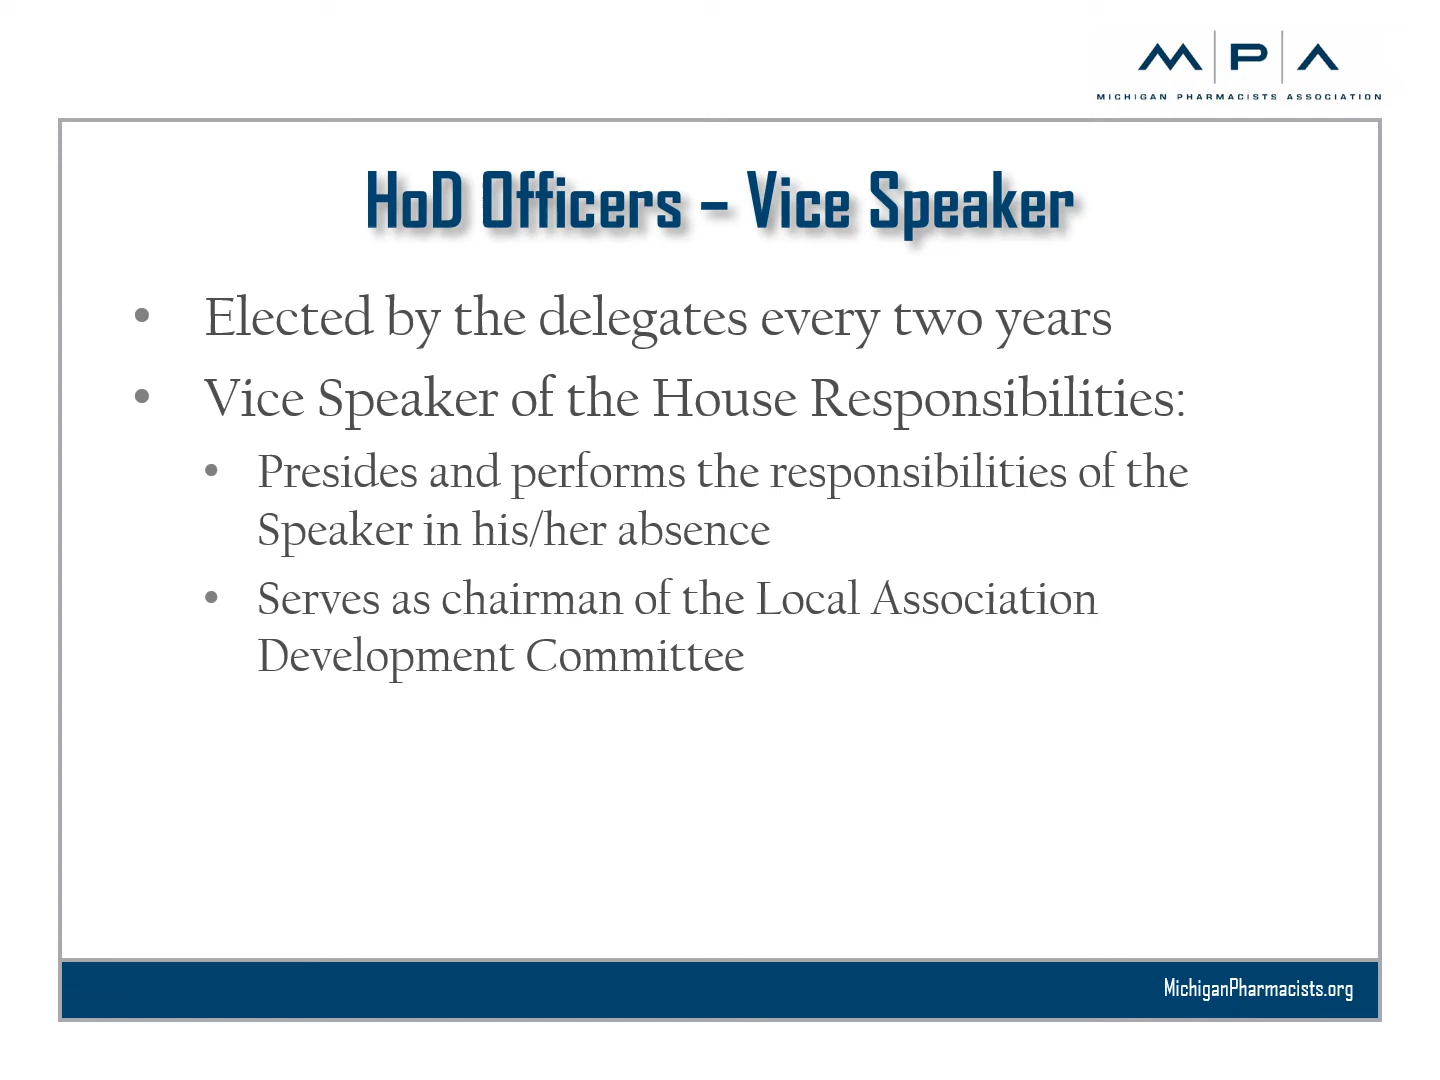 M P A
MICHIGAN PHARMACISTS ASSOCIATION
HoD Officers – Vice Speaker
• Elected by the delegates every two years
• Vice Speaker of the House Responsibilities:
• Presides and performs the responsibilities of the
Speaker in his/her absence
• Serves as chairman of the Local Association
Development Committee
MichiganPharmacists.org